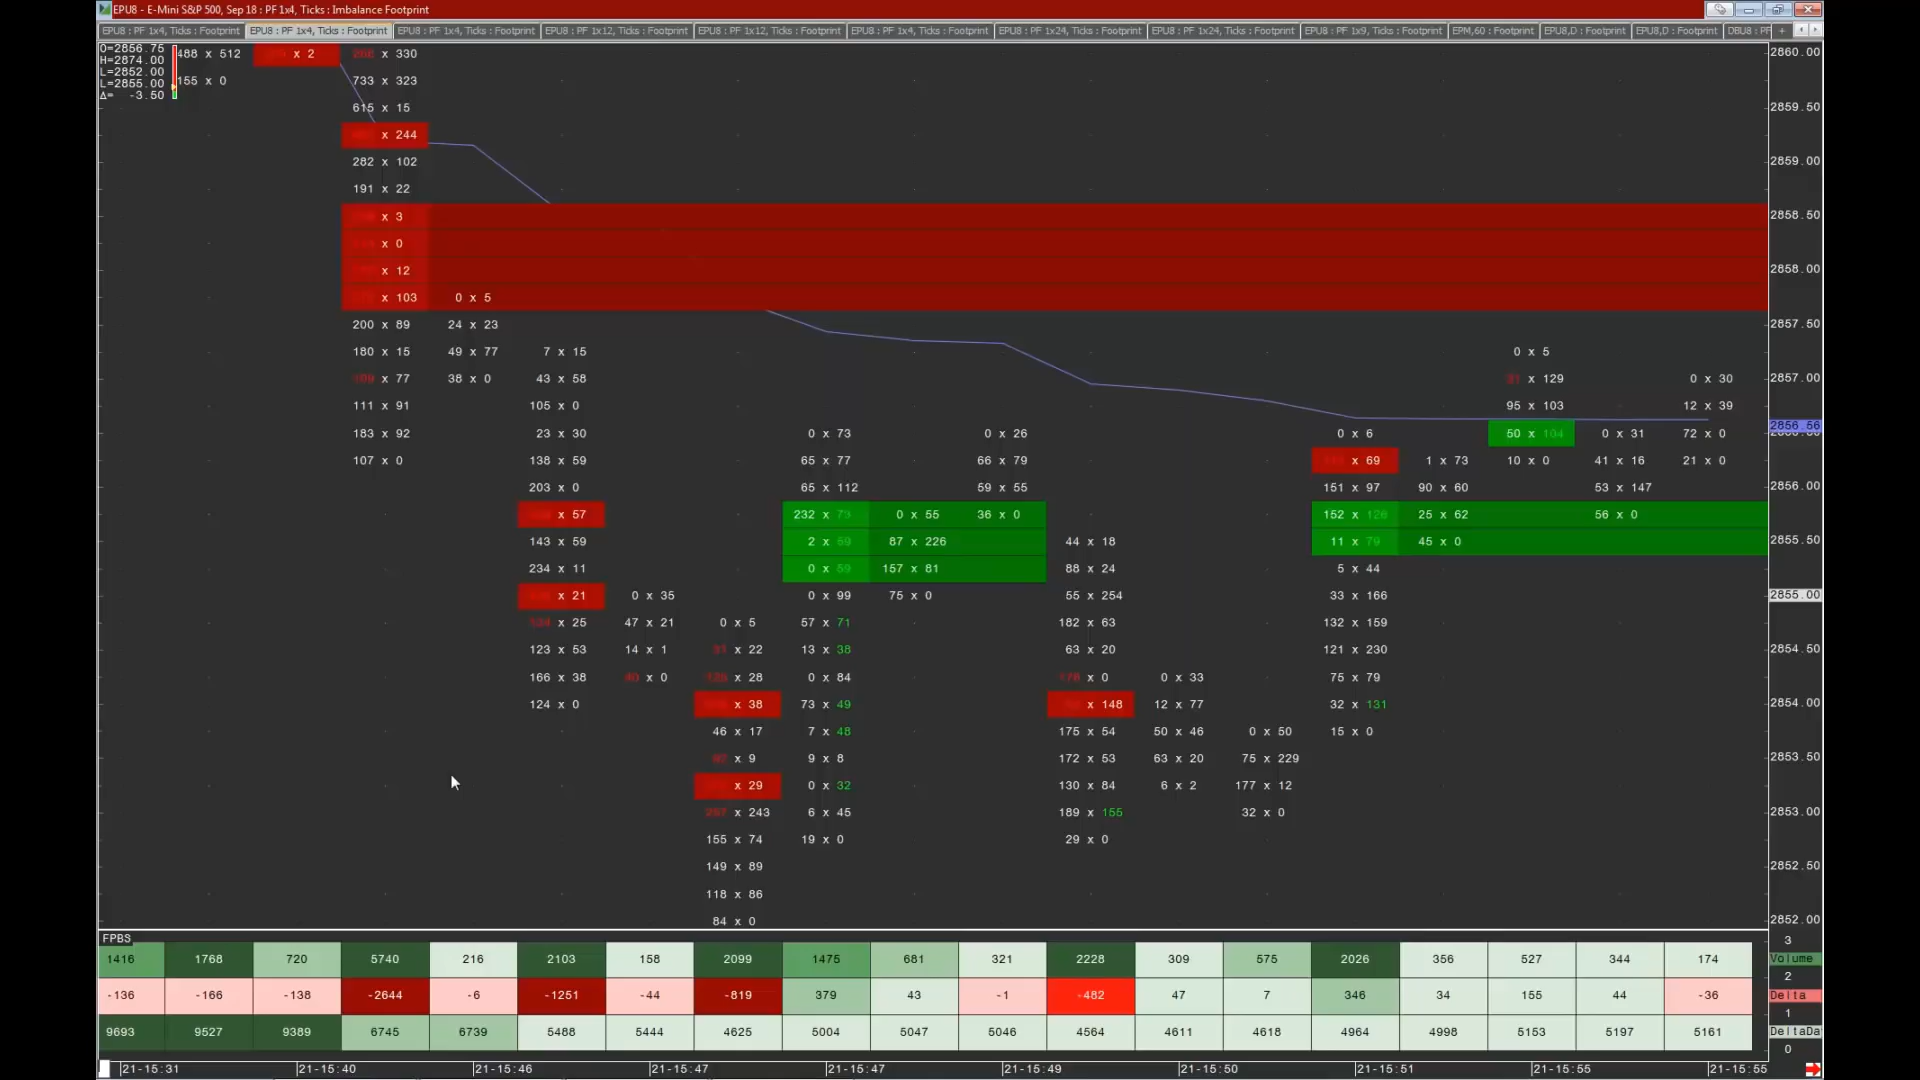 EPU8 - E-Mini S&P 500, Sep 18 : PF 1x4, Ticks : Imbalance Footprint
EPU8 : PF 1x4, Ticks : Footprint EPU8 : PF 1x4, Ticks : Footprint EPU8 : PF 1x4, Ticks : Footprint EPU8 : PF 1x12, Ticks : Footprint EPU8 : PF 1x12, Ticks : Footprint EPU8 : PF 1x4, Ticks : Footprint EPU8 : PF 1x24, Ticks : Footprint EPU8 : PF 1x24, Ticks : Footprint EPU8 : PF 1x9, Ticks : Footprint EPM,60 : Footprint EPU8,D : Footprint EPU8,D : Footprint DBU8 : PF
O=2856.75
H=2874.00
L=2852.00
L=2855.00
Δ= -3.50
488 x 512 x 2 x 330 2860.00
155 x 0 733 x 323
615 x 15 2859.50
x 244
282 x 102 2859.00
191 x 22
x 3 2858.50
x 0
x 12 2858.00
x 103 0 x 5
200 x 89 24 x 23 2857.50
180 x 15 49 x 77 7 x 15 0 x 5
x 77 38 x 0 43 x 58 x 129 0 x 30 2857.00
111 x 91 105 x 0 95 x 103 12 x 39
183 x 92 23 x 30 0 x 73 0 x 26 0 x 6 50 x 104 0 x 31 72 x 0 2856.56
107 x 0 138 x 59 65 x 77 66 x 79 x 69 1 x 73 10 x 0 41 x 16 21 x 0
203 x 0 65 x 112 59 x 55 151 x 97 90 x 60 53 x 147 2856.00
x 57 232 x 73 0 x 55 36 x 0 152 x 25 x 62 56 x 0
143 x 59 2 x 59 87 x 226 44 x 18 11 x 79 45 x 0 2855.50
234 x 11 0 x 59 157 x 81 88 x 24 5 x 44
x 21 0 x 35 0 x 99 75 x 0 55 x 254 33 x 166 2855.00
x 25 47 x 21 0 x 5 57 x 71 182 x 63 132 x 159
123 x 53 14 x 1 x 22 13 x 38 63 x 20 121 x 230 2854.50
166 x 38 40 x 0 x 28 0 x 84 x 0 0 x 33 75 x 79
124 x 0 x 38 73 x 49 x 148 12 x 77 32 x 131 2854.00
46 x 17 7 x 48 175 x 54 50 x 46 0 x 50 15 x 0
x 9 9 x 8 172 x 53 63 x 20 75 x 229 2853.50
x 29 0 x 32 130 x 84 6 x 2 177 x 12
x 243 6 x 45 189 x 155 32 x 0 2853.00
155 x 74 19 x 0 29 x 0
149 x 89 2852.50
118 x 86
84 x 0 2852.00
FPBS 3
1416 1768 720 5740 216 2103 158 2099 1475 681 321 2228 309 575 2026 356 527 344 174 Volume
2
-136 -166 -138 -2644 -6 -1251 -44 -819 379 43 -1 -482 47 7 346 34 155 44 -36 Delta
1
9693 9527 9389 6745 6739 5488 5444 4625 5004 5047 5046 4564 4611 4618 4964 4998 5153 5197 5161 DeltaDa
0
21-15:31 21-15:40 21-15:46 21-15:47 21-15:47 21-15:49 21-15:50 21-15:51 21-15:55 21-15:55